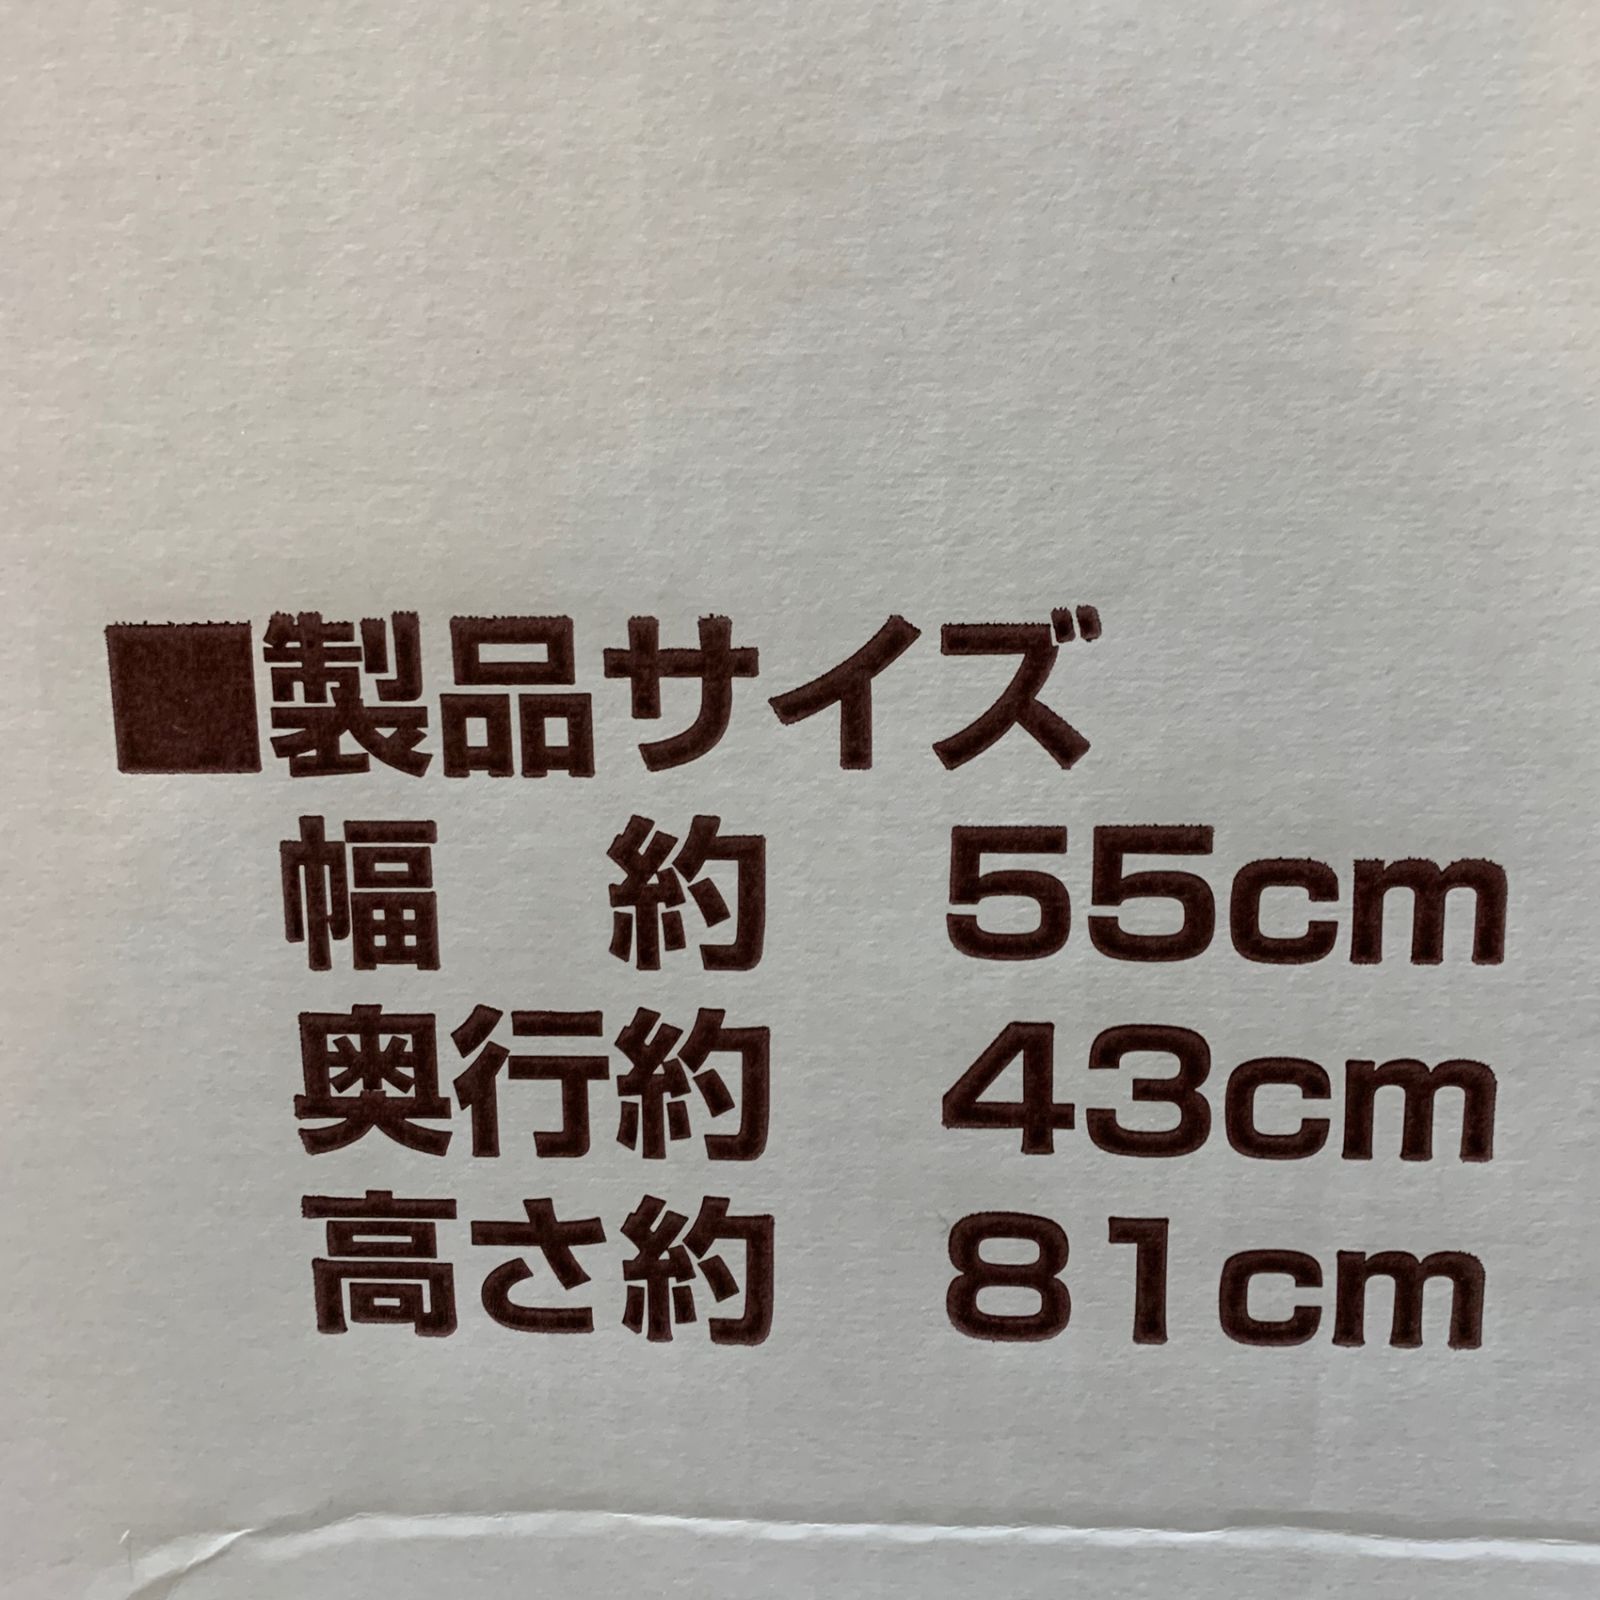 ■製品サイズ
幅　約　55cm
奥行約　43cm
高さ約　81cm